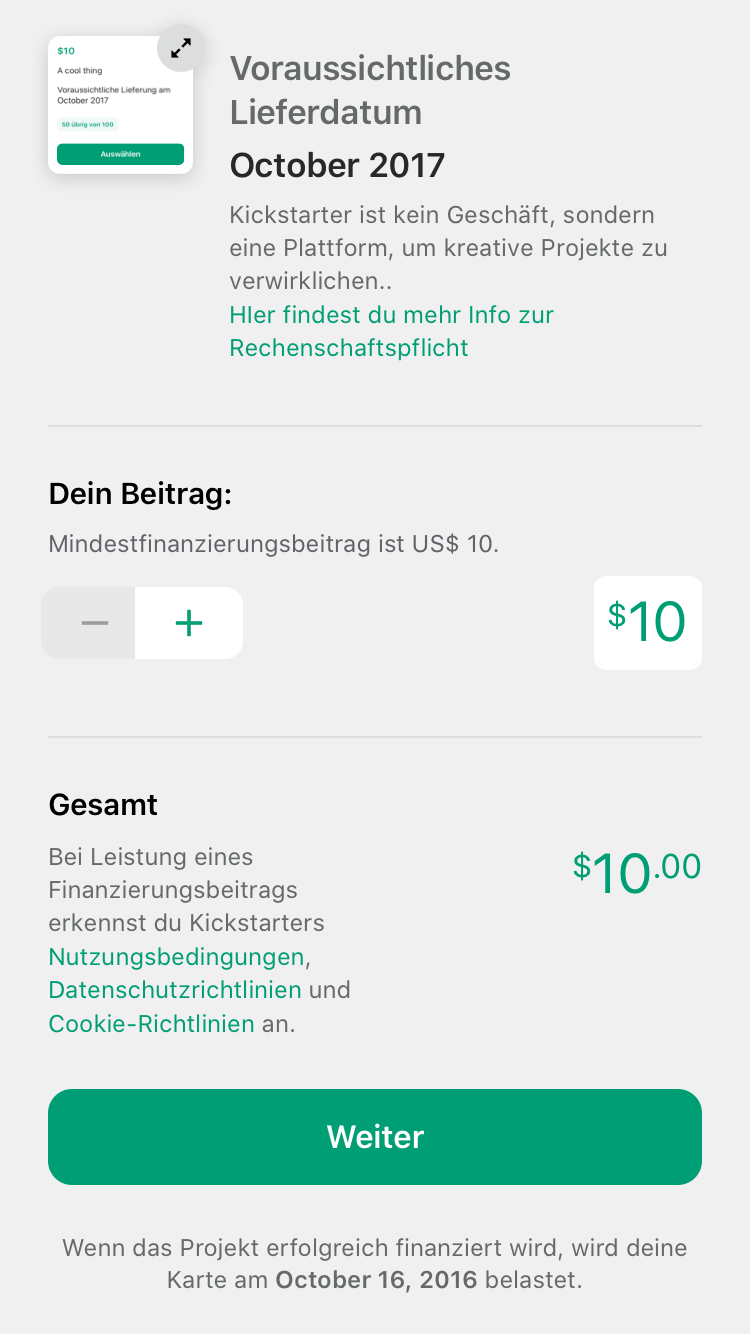 $10
A cool thing
Voraussichtliche Lieferung am
October 2017
50 übrig von 100
Auswählen
Voraussichtliches
Lieferdatum
October 2017
Kickstarter ist kein Geschäft, sondern
eine Plattform, um kreative Projekte zu
verwirklichen..
HIer findest du mehr Info zur
Rechenschaftspflicht
Dein Beitrag:
Mindestfinanzierungsbeitrag ist US$ 10.
$10
Gesamt
Bei Leistung eines
Finanzierungsbeitrags
erkennst du Kickstarters
Nutzungsbedingungen,
Datenschutzrichtlinien und
Cookie-Richtlinien an.
$10.00
Weiter
Wenn das Projekt erfolgreich finanziert wird, wird deine
Karte am October 16, 2016 belastet.